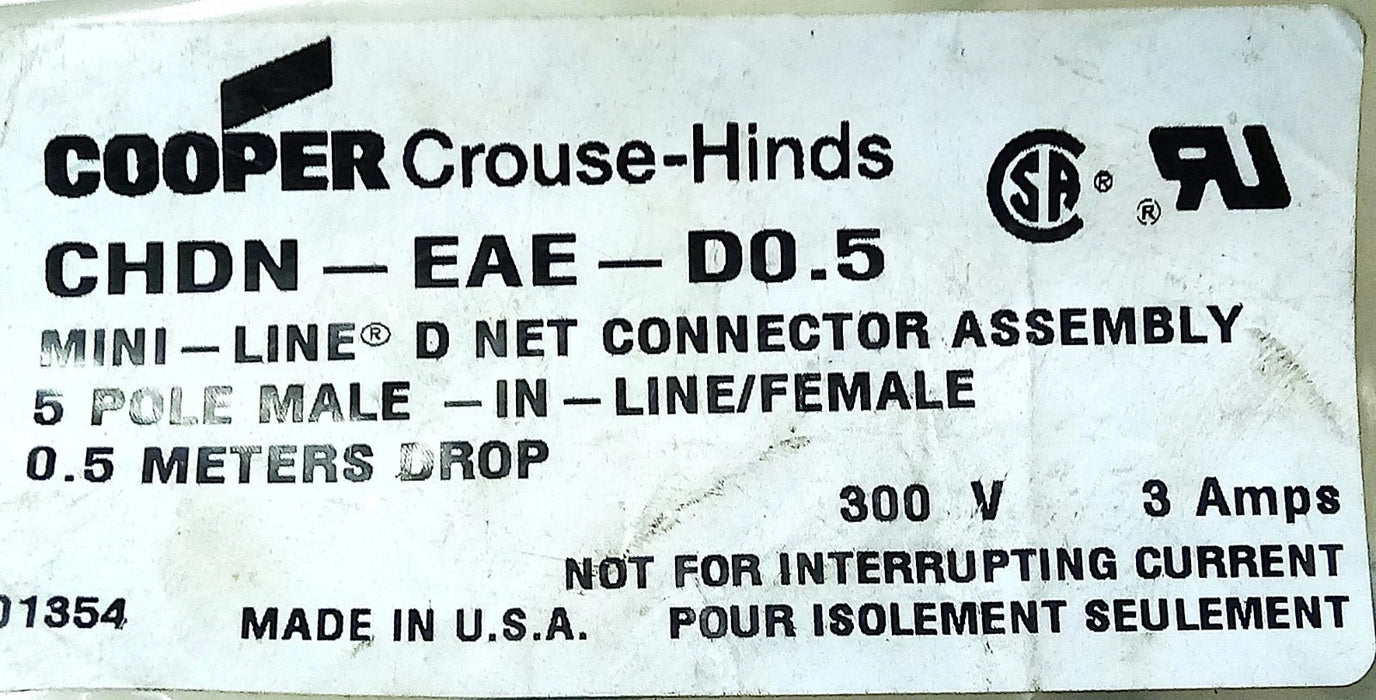 COOPER Crouse-Hinds
CHDN - EAE - D0.5
MINI-LINE® D NET CONNECTOR ASSEMBLY
5 POLE MALE -IN-LINE/FEMALE
0.5 METERS DROP
300 V 3 Amps
NOT FOR INTERRUPTING CURRENT
01354 MADE IN U.S.A. POUR ISOLEMENT SEULEMENT